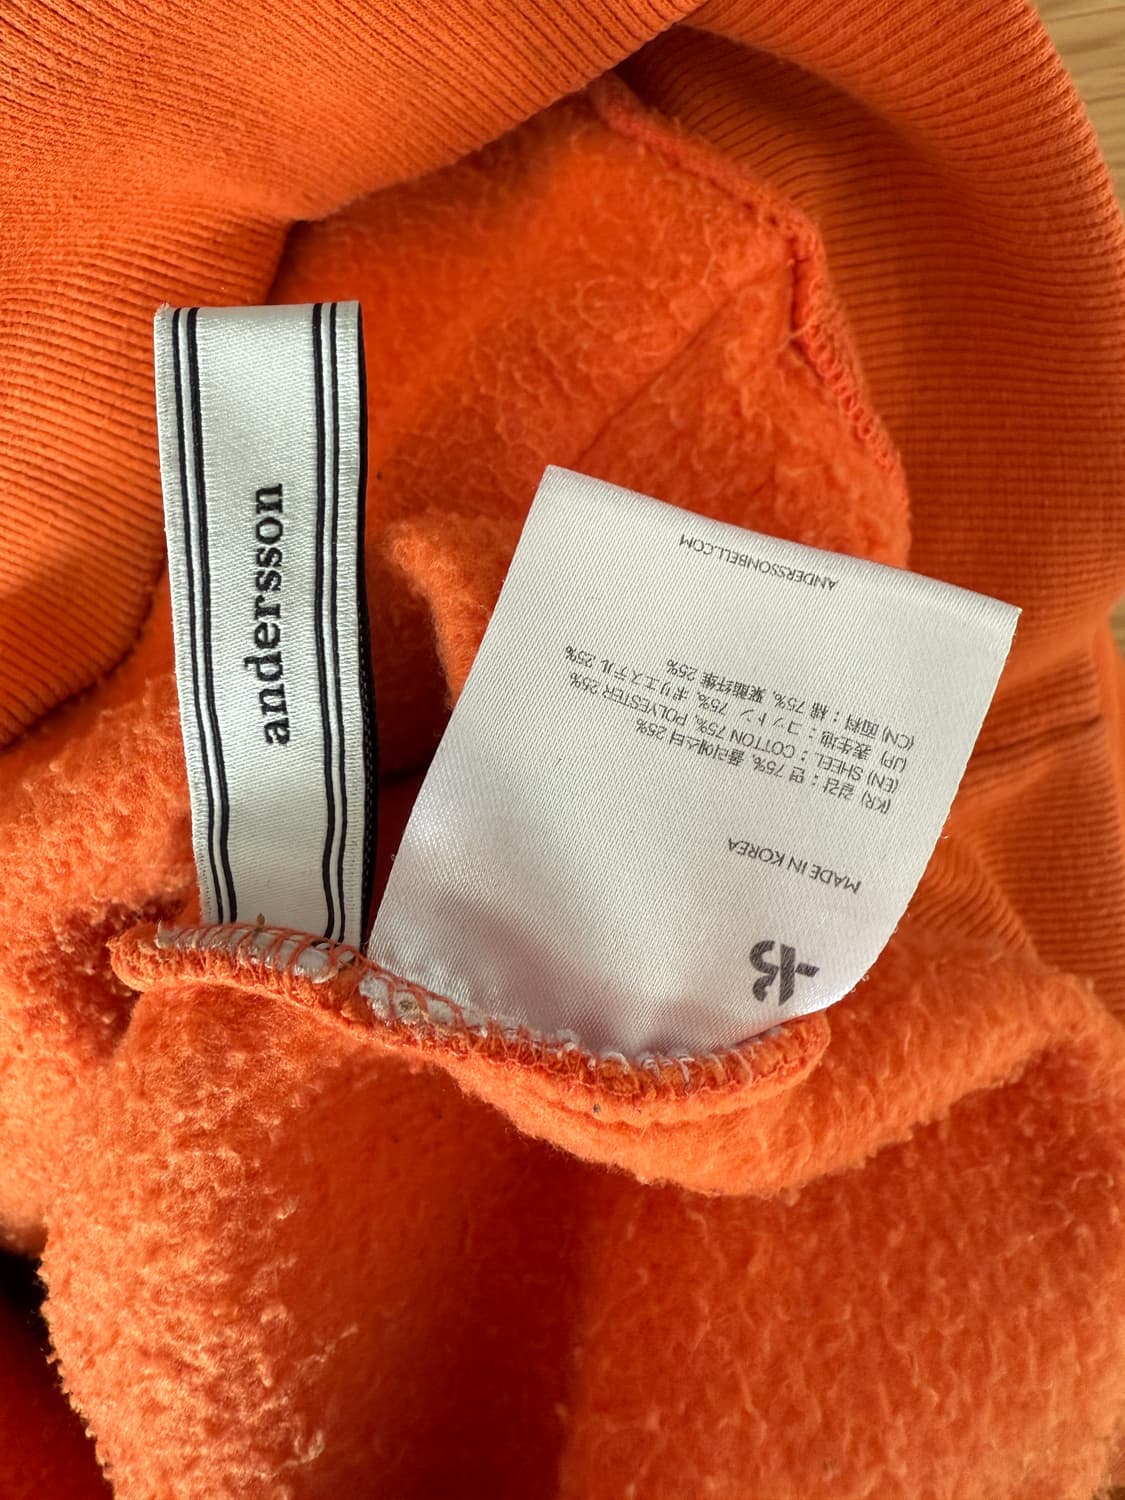 andersson
MADE IN KOREA
(KR) 겉감 : 면 75%, 폴리에스터 25%
(EN) SHEEL : COTTON 75%, POLYESTER 25%
(JP) 表生地 : コットン 75%, ポリエステル 25%
(CN) 面料 : 綿 75%, 聚酯纤维 25%
ANDERSSONBELL.COM